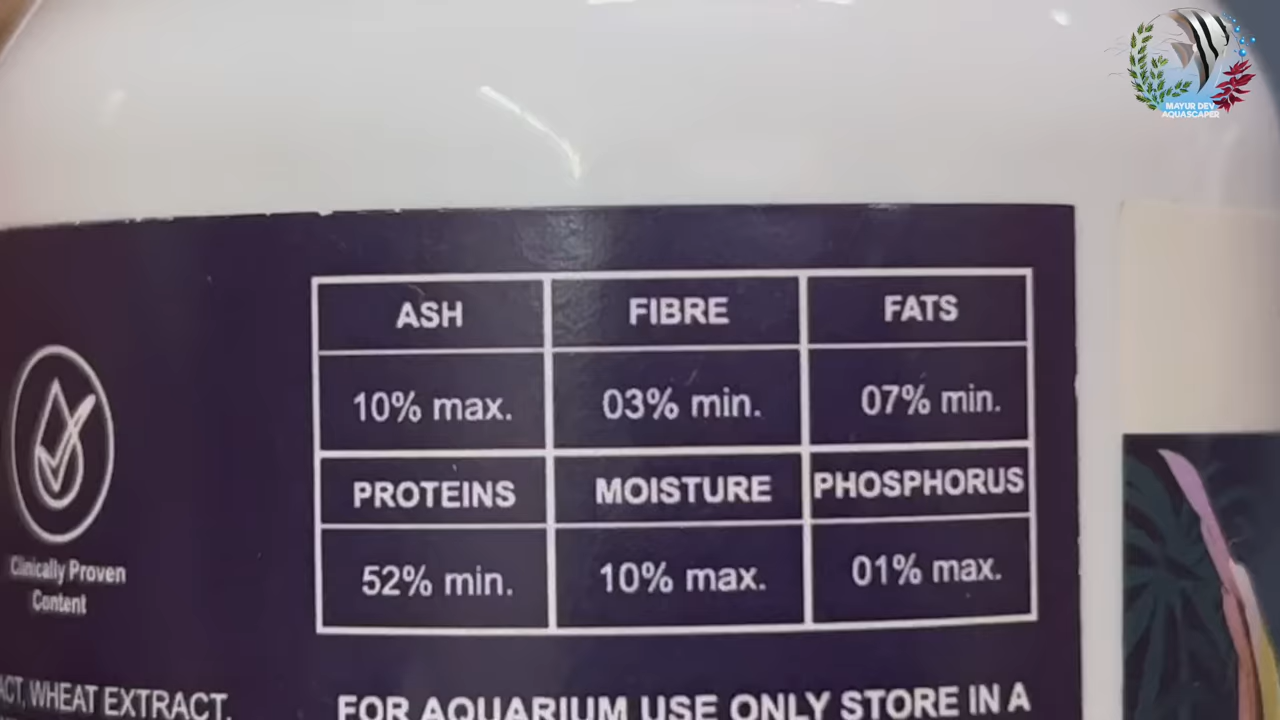 MAYUR DEV
AQUASCAPER
ASH FIBRE FATS
10% max. 03% min. 07% min.
PROTEINS MOISTURE PHOSPHORUS
52% min. 10% max. 01% max.
Clinically Proven
Content
WHEAT EXTRACT,
FOR AQUARIUM USE ONLY STORE IN A